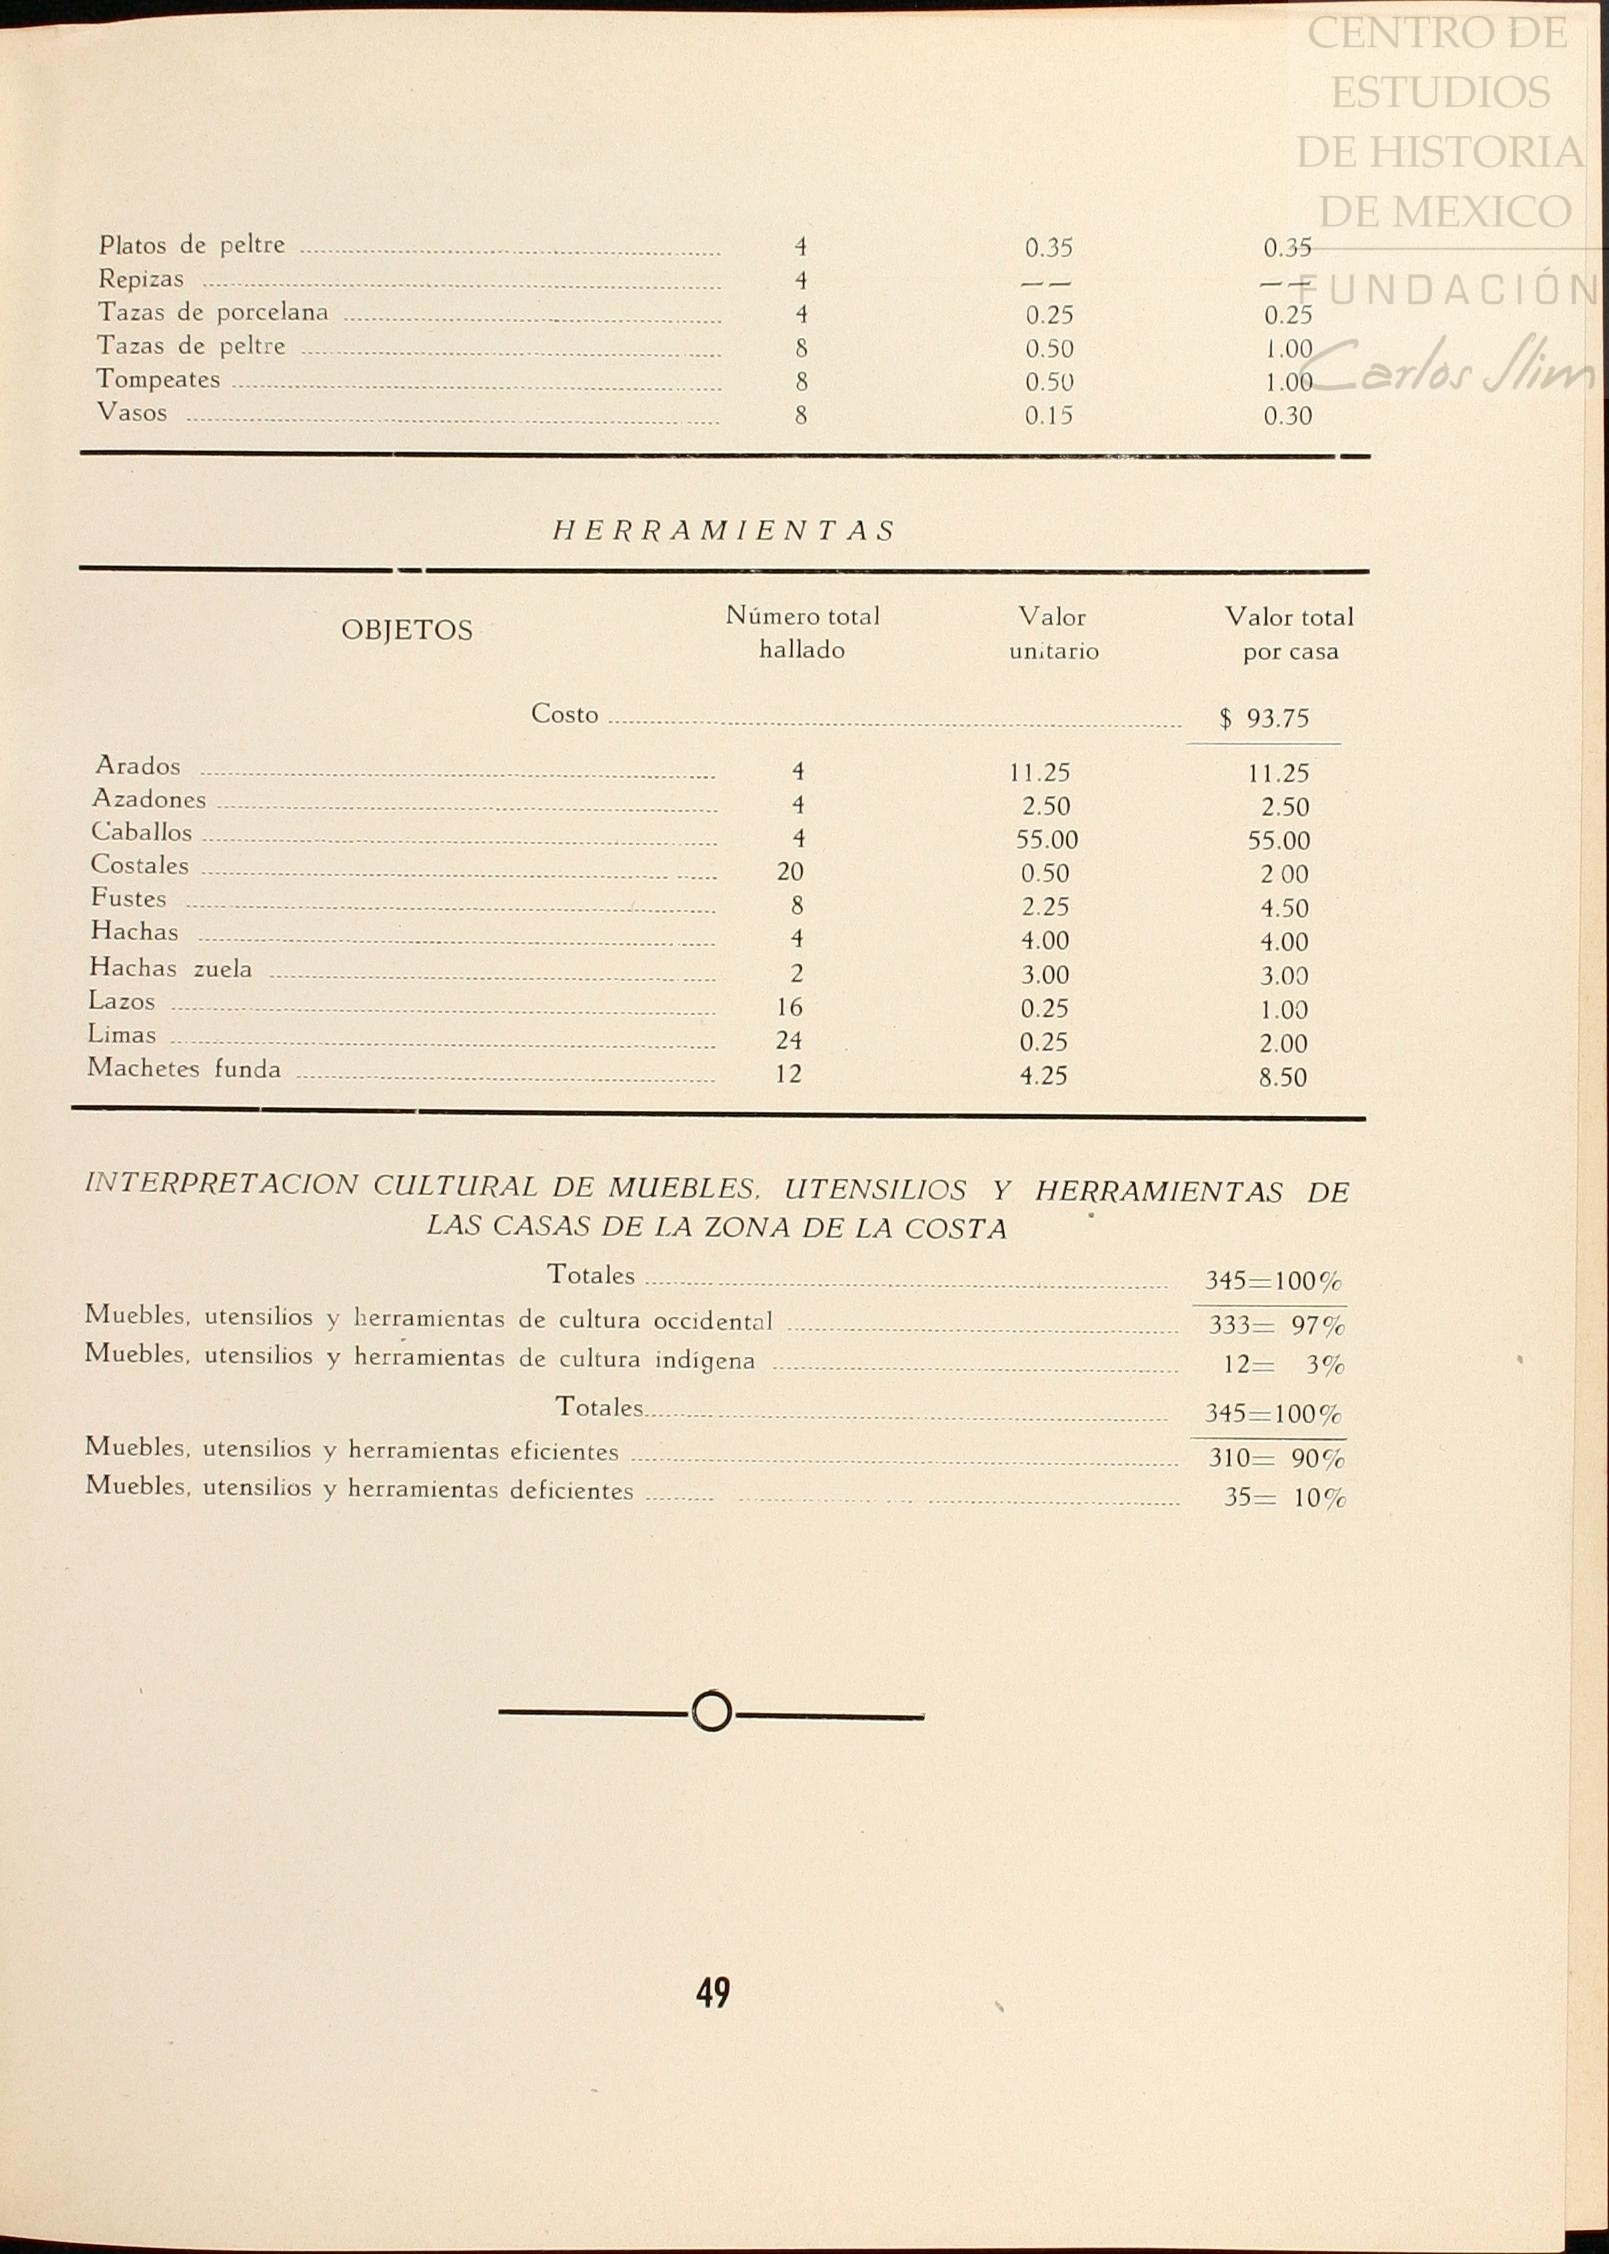 CENTRO DE
ESTUDIOS
DE HISTORIA
DE MEXICO
FUNDACIÓN
Carlos Slim
Platos de peltre 4 0.35 0.35
Repizas 4 — — — —
Tazas de porcelana 4 0.25 0.25
Tazas de peltre 8 0.50 1.00
Tompeates 8 0.50 1.00
Vasos 8 0.15 0.30
HERRAMIENTAS
OBJETOS Número total hallado Valor unitario Valor total por casa
Costo $ 93.75
Arados 4 11.25 11.25
Azadones 4 2.50 2.50
Caballos 4 55.00 55.00
Costales 20 0.50 2 00
Fustes 8 2.25 4.50
Hachas 4 4.00 4.00
Hachas zuela 2 3.00 3.00
Lazos 16 0.25 1.00
Limas 24 0.25 2.00
Machetes funda 12 4.25 8.50
INTERPRETACION CULTURAL DE MUEBLES, UTENSILIOS Y HERRAMIENTAS DE
LAS CASAS DE LA ZONA DE LA COSTA
Totales 345=100%
Muebles, utensilios y herramientas de cultura occidental 333= 97%
Muebles, utensilios y herramientas de cultura indígena 12= 3%
Totales 345=100%
Muebles, utensilios y herramientas eficientes 310= 90%
Muebles, utensilios y herramientas deficientes 35= 10%
49